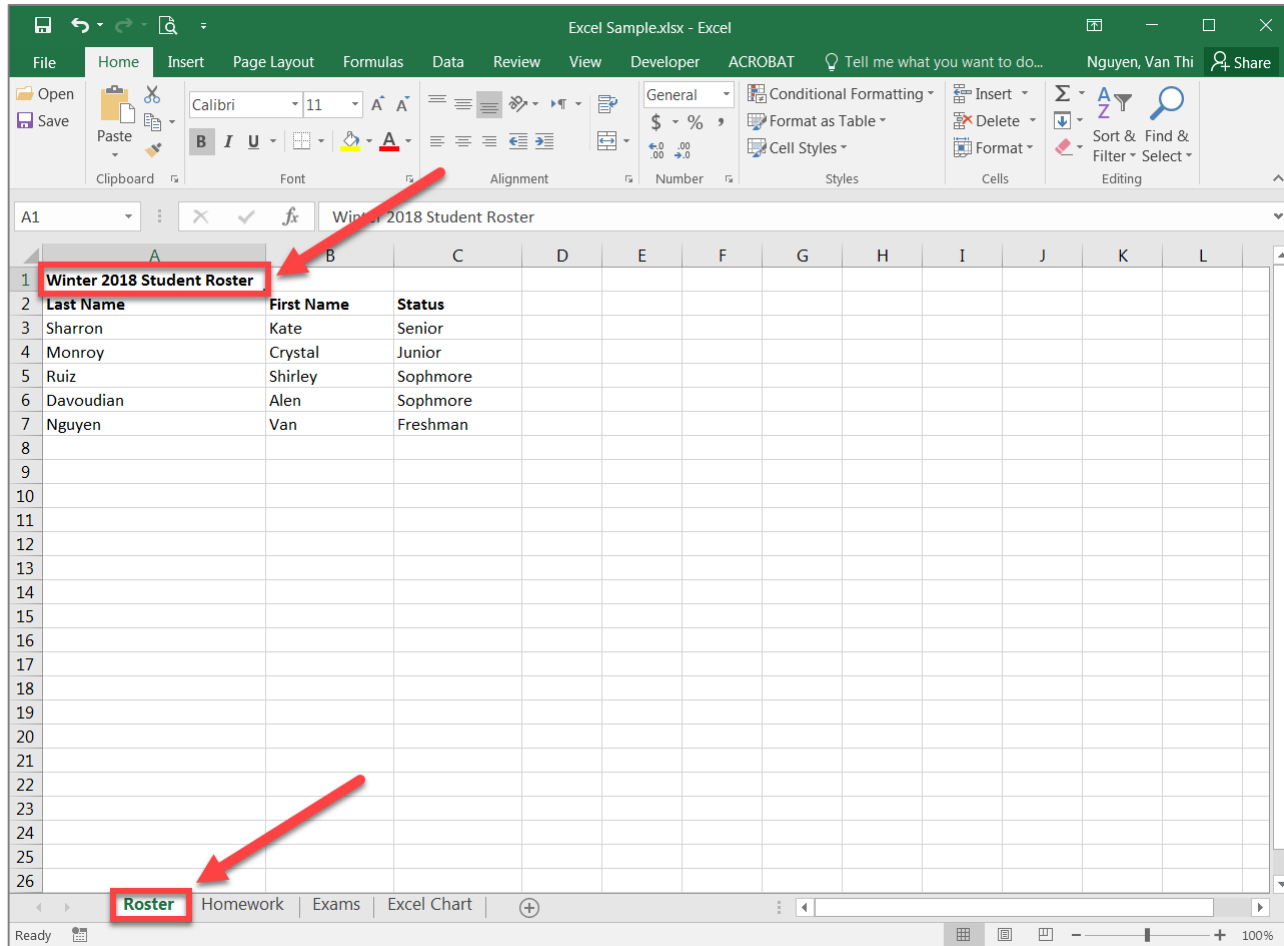 Excel Sample.xlsx - Excel
File Home Insert Page Layout Formulas Data Review View Developer ACROBAT Tell me what you want to do... Nguyen, Van Thi Share
Open
Save
Paste
Clipboard
Calibri 11 A A
B I U A
Font
Alignment
General
$ % ,
.0 .00 .00 .0
Number
Conditional Formatting
Format as Table
Cell Styles
Styles
Insert
Delete
Format
Cells
Σ A Z
Sort & Find &
Filter Select
Editing
A1 fx Winter 2018 Student Roster
A B C D E F G H I J K L
1 Winter 2018 Student Roster
2 Last Name First Name Status
3 Sharron Kate Senior
4 Monroy Crystal Junior
5 Ruiz Shirley Sophmore
6 Davoudian Alen Sophmore
7 Nguyen Van Freshman
8
9
10
11
12
13
14
15
16
17
18
19
20
21
22
23
24
25
26
Roster Homework Exams Excel Chart
Ready 100%